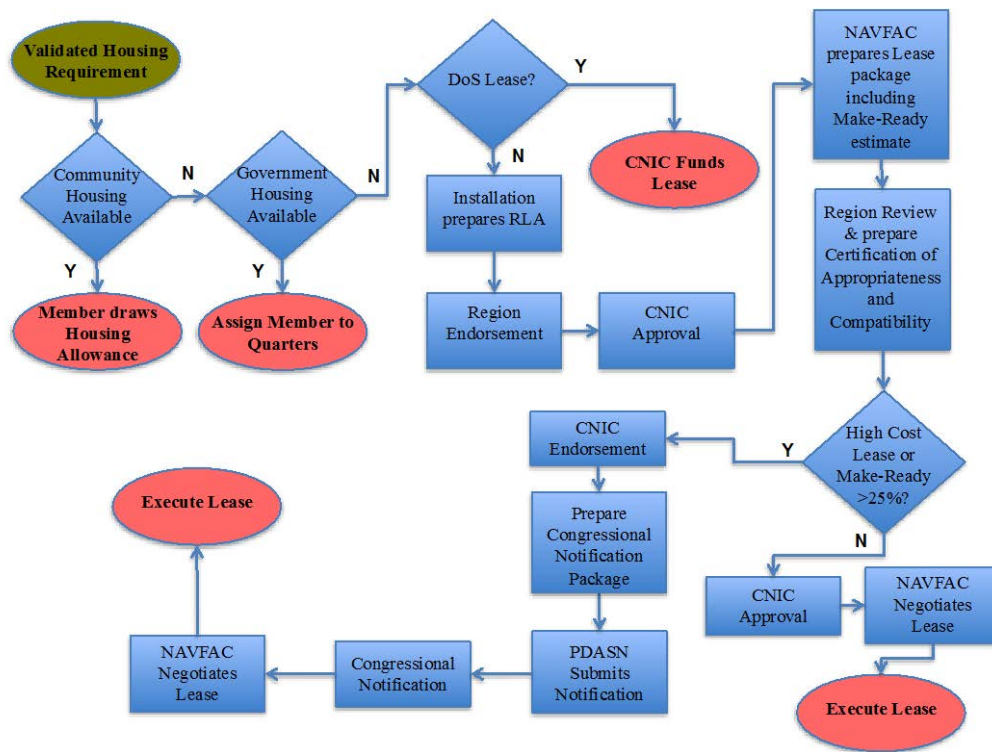 Validated Housing
Requirement
Community
Housing
Available
N
Government
Housing
Available
N
DoS Lease?
Y
CNIC Funds
Lease
N
Y
Member draws
Housing
Allowance
Y
Assign Member to
Quarters
Installation
prepares RLA
Region
Endorsement
CNIC
Approval
NAVFAC
prepares Lease
package
including
Make-Ready
estimate
Region Review
& prepare
Certification of
Appropriateness
and
Compatibility
High Cost
Lease or
Make-Ready
>25%?
Y
CNIC
Endorsement
Prepare
Congressional
Notification
Package
PDASN
Submits
Notification
Congressional
Notification
NAVFAC
Negotiates
Lease
Execute Lease
N
CNIC
Approval
NAVFAC
Negotiates
Lease
Execute Lease